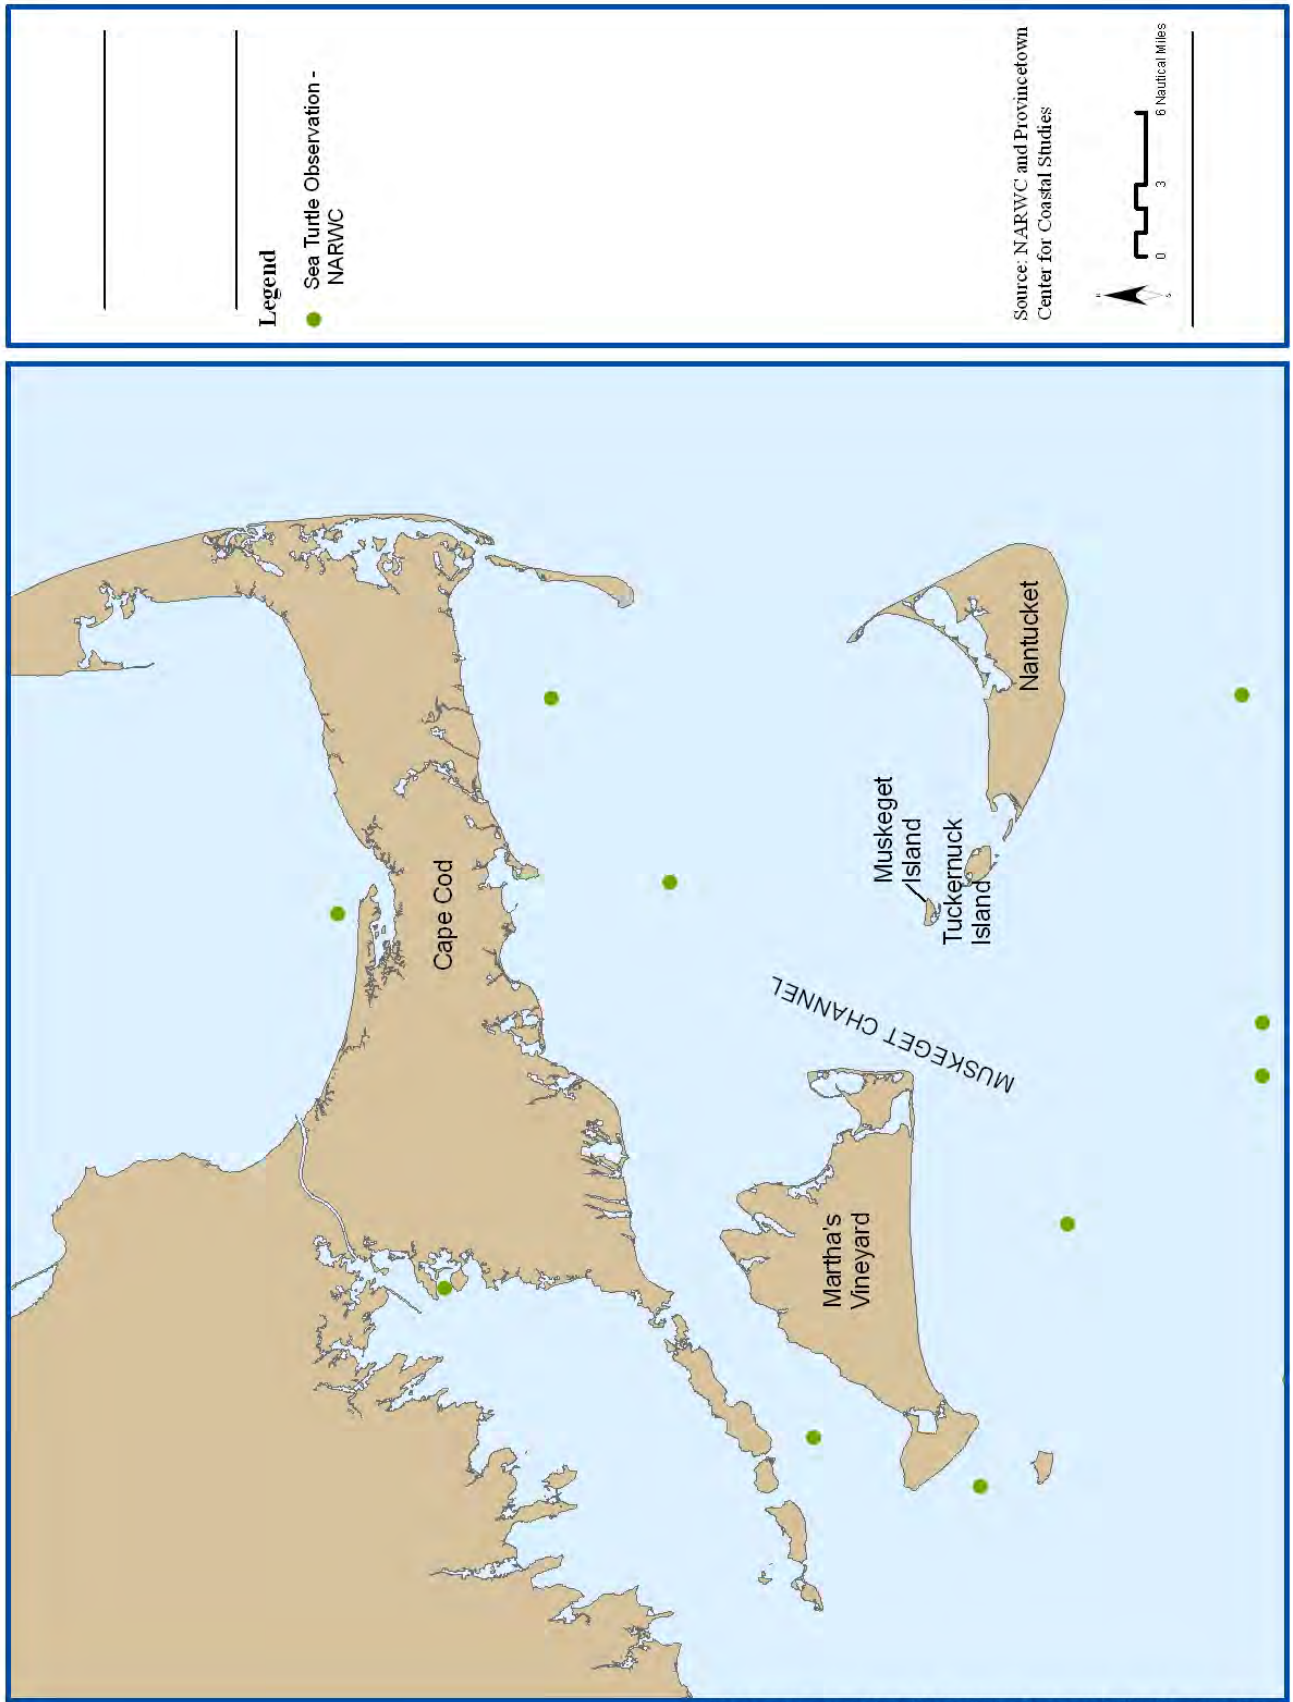 Cape Cod
Muskeget
Island
Tuckernuck
Island
Nantucket
MUSKEGET CHANNEL
Martha's
Vineyard
Legend
Sea Turtle Observation -
NARWC
Source: NARWC and Provincetown
Center for Coastal Studies
N
S
0 3 6 Nautical Miles